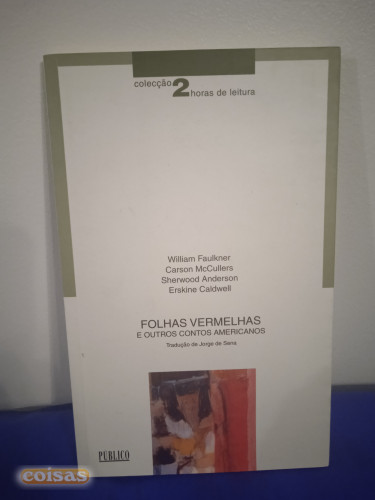 colecção 2 horas de leitura
William Faulkner
Carson McCullers
Sherwood Anderson
Erskine Caldwell
FOLHAS VERMELHAS
E OUTROS CONTOS AMERICANOS
Tradução de Jorge de Sena
PÚBLICO
coisas